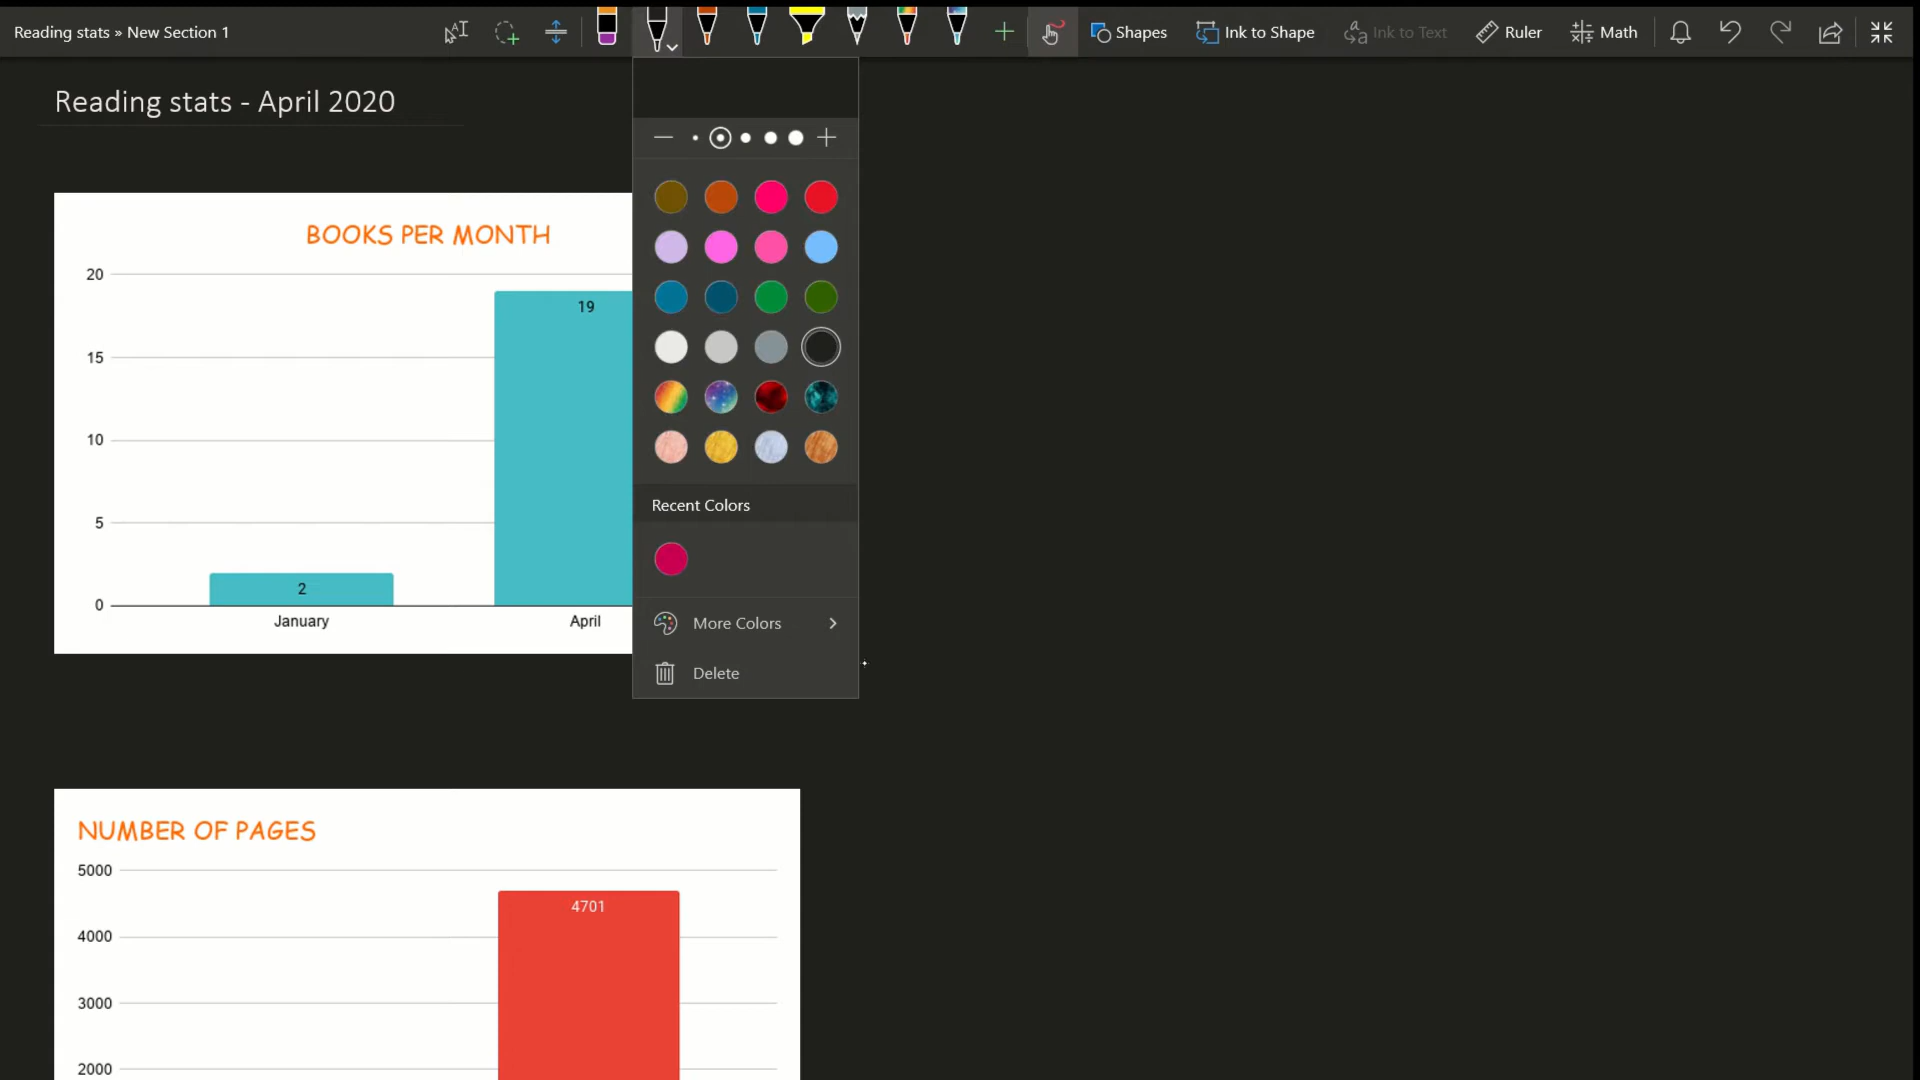 Reading stats » New Section 1
Shapes
Ink to Shape
Ink to Text
Ruler
Math
Reading stats - April 2020
BOOKS PER MONTH
20
19
15
10
5
2
0
January
April
Recent Colors
More Colors
Delete
NUMBER OF PAGES
5000
4701
4000
3000
2000